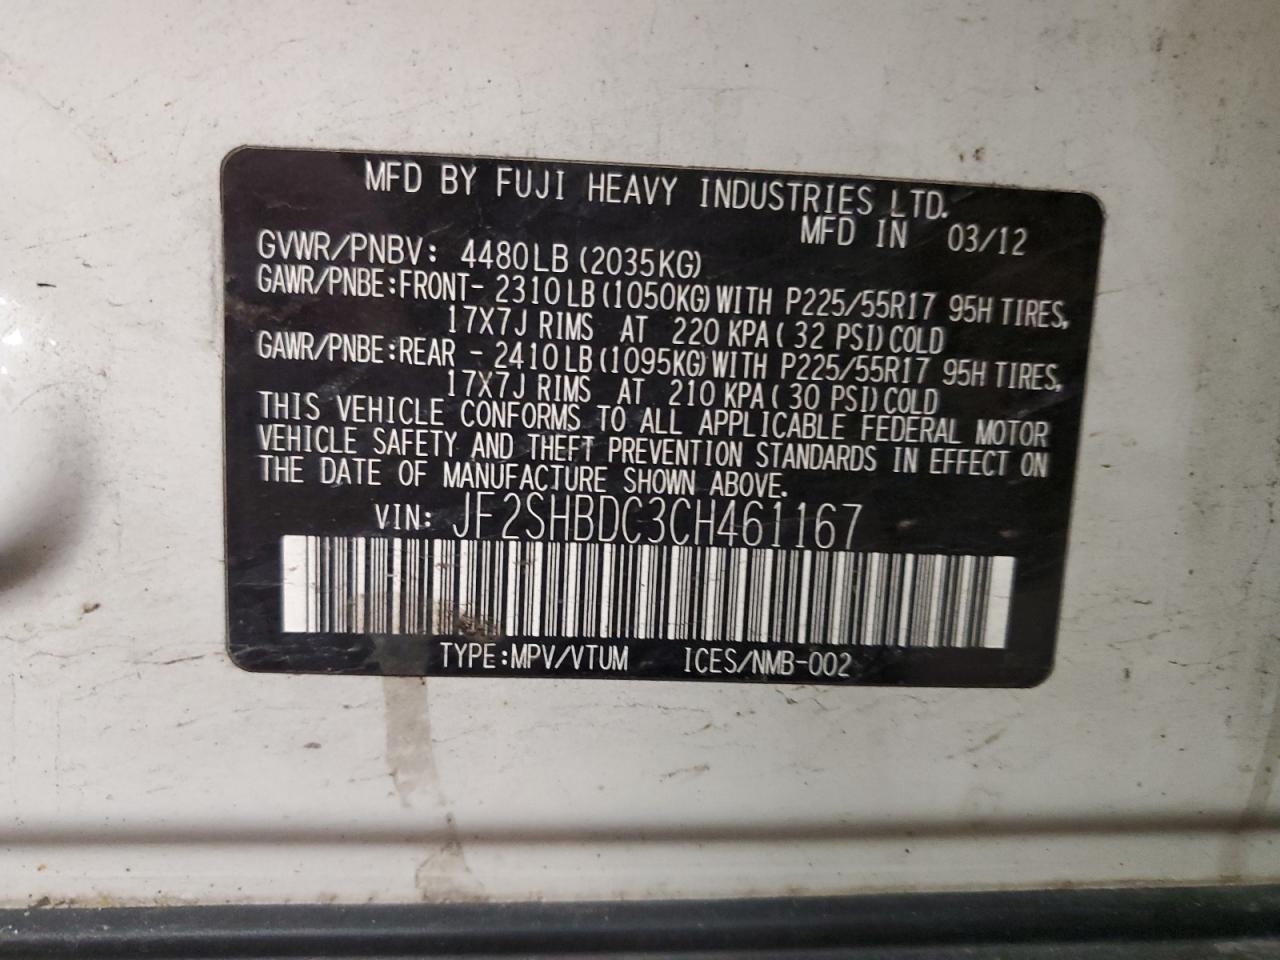 MFD BY FUJI HEAVY INDUSTRIES LTD.
MFD IN 03/12
GVWR/PNBV: 4480LB (2035KG)
GAWR/PNBE:FRONT- 2310LB (1050KG) WITH P225/55R17 95H TIRES,
17X7J RIMS AT 220 KPA ( 32 PSI) COLD
GAWR/PNBE:REAR - 2410LB (1095KG) WITH P225/55R17 95H TIRES,
17X7J RIMS AT 210 KPA ( 30 PSI) COLD
THIS VEHICLE CONFORMS TO ALL APPLICABLE FEDERAL MOTOR
VEHICLE SAFETY AND THEFT PREVENTION STANDARDS IN EFFECT ON
THE DATE OF MANUFACTURE SHOWN ABOVE.
VIN: JF2SHBDC3CH461167
TYPE:MPV/VTUM ICES/NMB-002